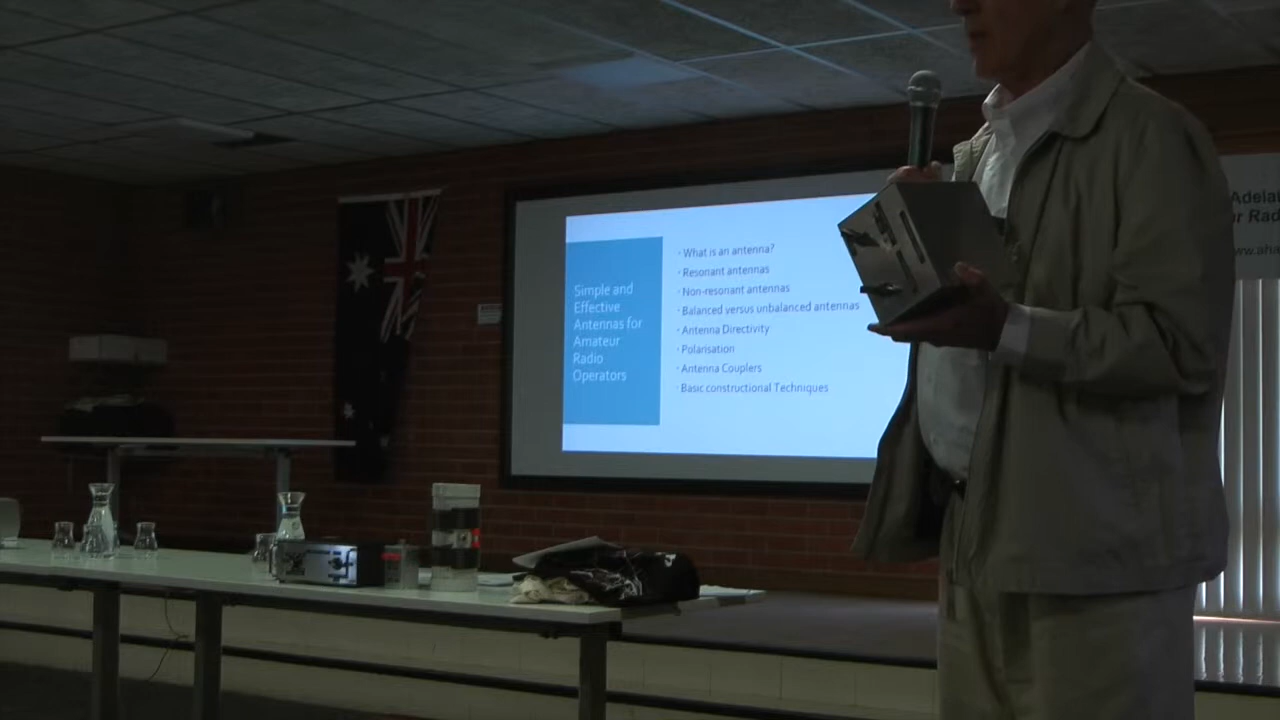 Simple and
Effective
Antennas for
Amateur
Radio
Operators
· What is an antenna?
· Resonant antennas
· Non-resonant antennas
· Balanced versus unbalanced antennas
· Antenna Directivity
· Polarisation
· Antenna Couplers
· Basic constructional Techniques